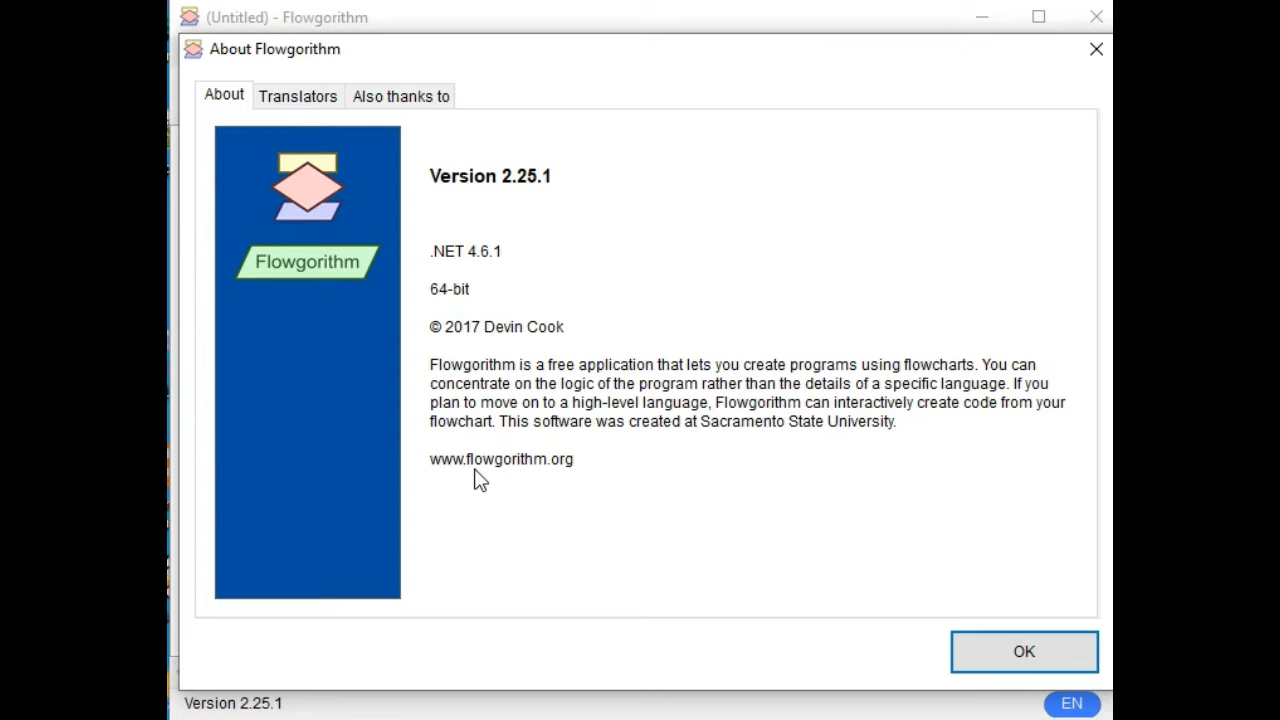 (Untitled) - Flowgorithm
About Flowgorithm
About Translators Also thanks to
Flowgorithm
Version 2.25.1
.NET 4.6.1
64-bit
© 2017 Devin Cook
Flowgorithm is a free application that lets you create programs using flowcharts. You can
concentrate on the logic of the program rather than the details of a specific language. If you
plan to move on to a high-level language, Flowgorithm can interactively create code from your
flowchart. This software was created at Sacramento State University.
www.flowgorithm.org
OK
Version 2.25.1
EN